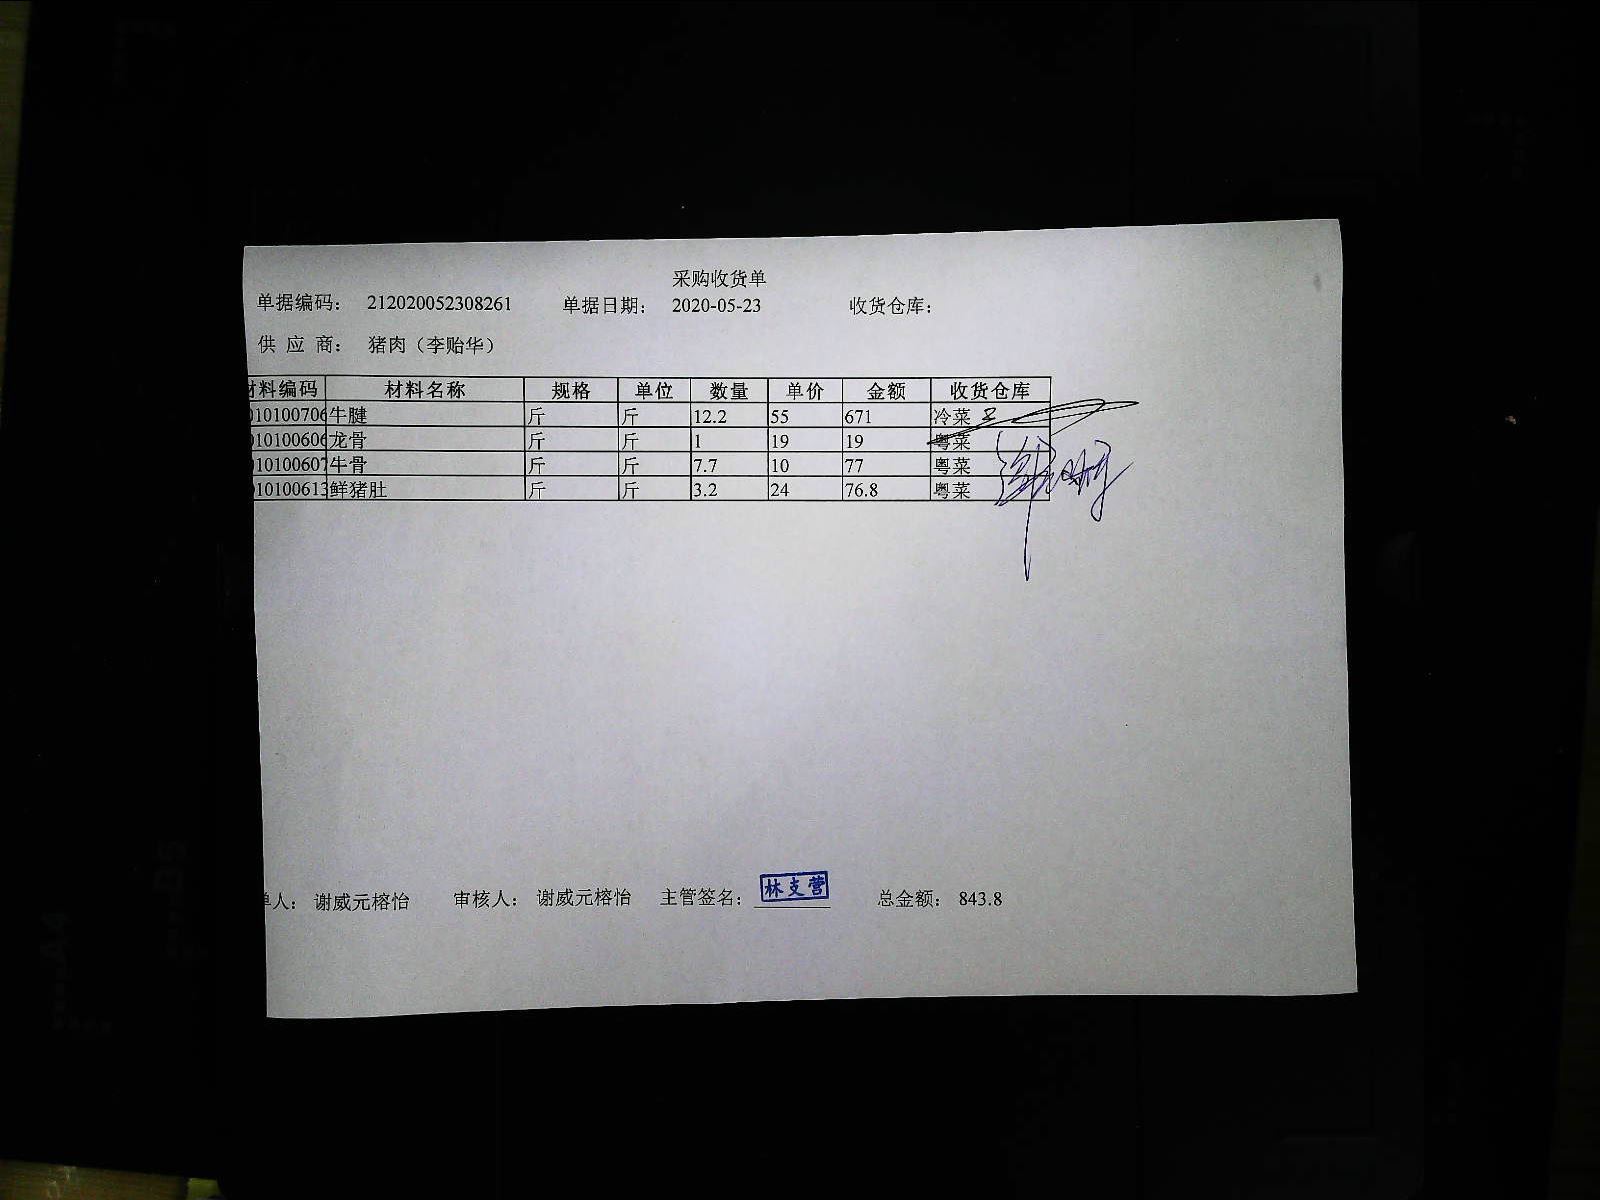 采购收货单
单据编码： 212020052308261 单据日期： 2020-05-23 收货仓库：
供 应 商： 猪肉（李贻华）
材料编码 材料名称 规格 单位 数量 单价 金额 收货仓库
010100706 牛腱 斤 斤 12.2 55 671 冷菜
010100606 龙骨 斤 斤 1 19 19 粤菜
010100607 牛骨 斤 斤 7.7 10 77 粤菜
010100613 鲜猪肚 斤 斤 3.2 24 76.8 粤菜
单人： 谢威元榕怡 审核人： 谢威元榕怡 主管签名： 林支营 总金额： 843.8